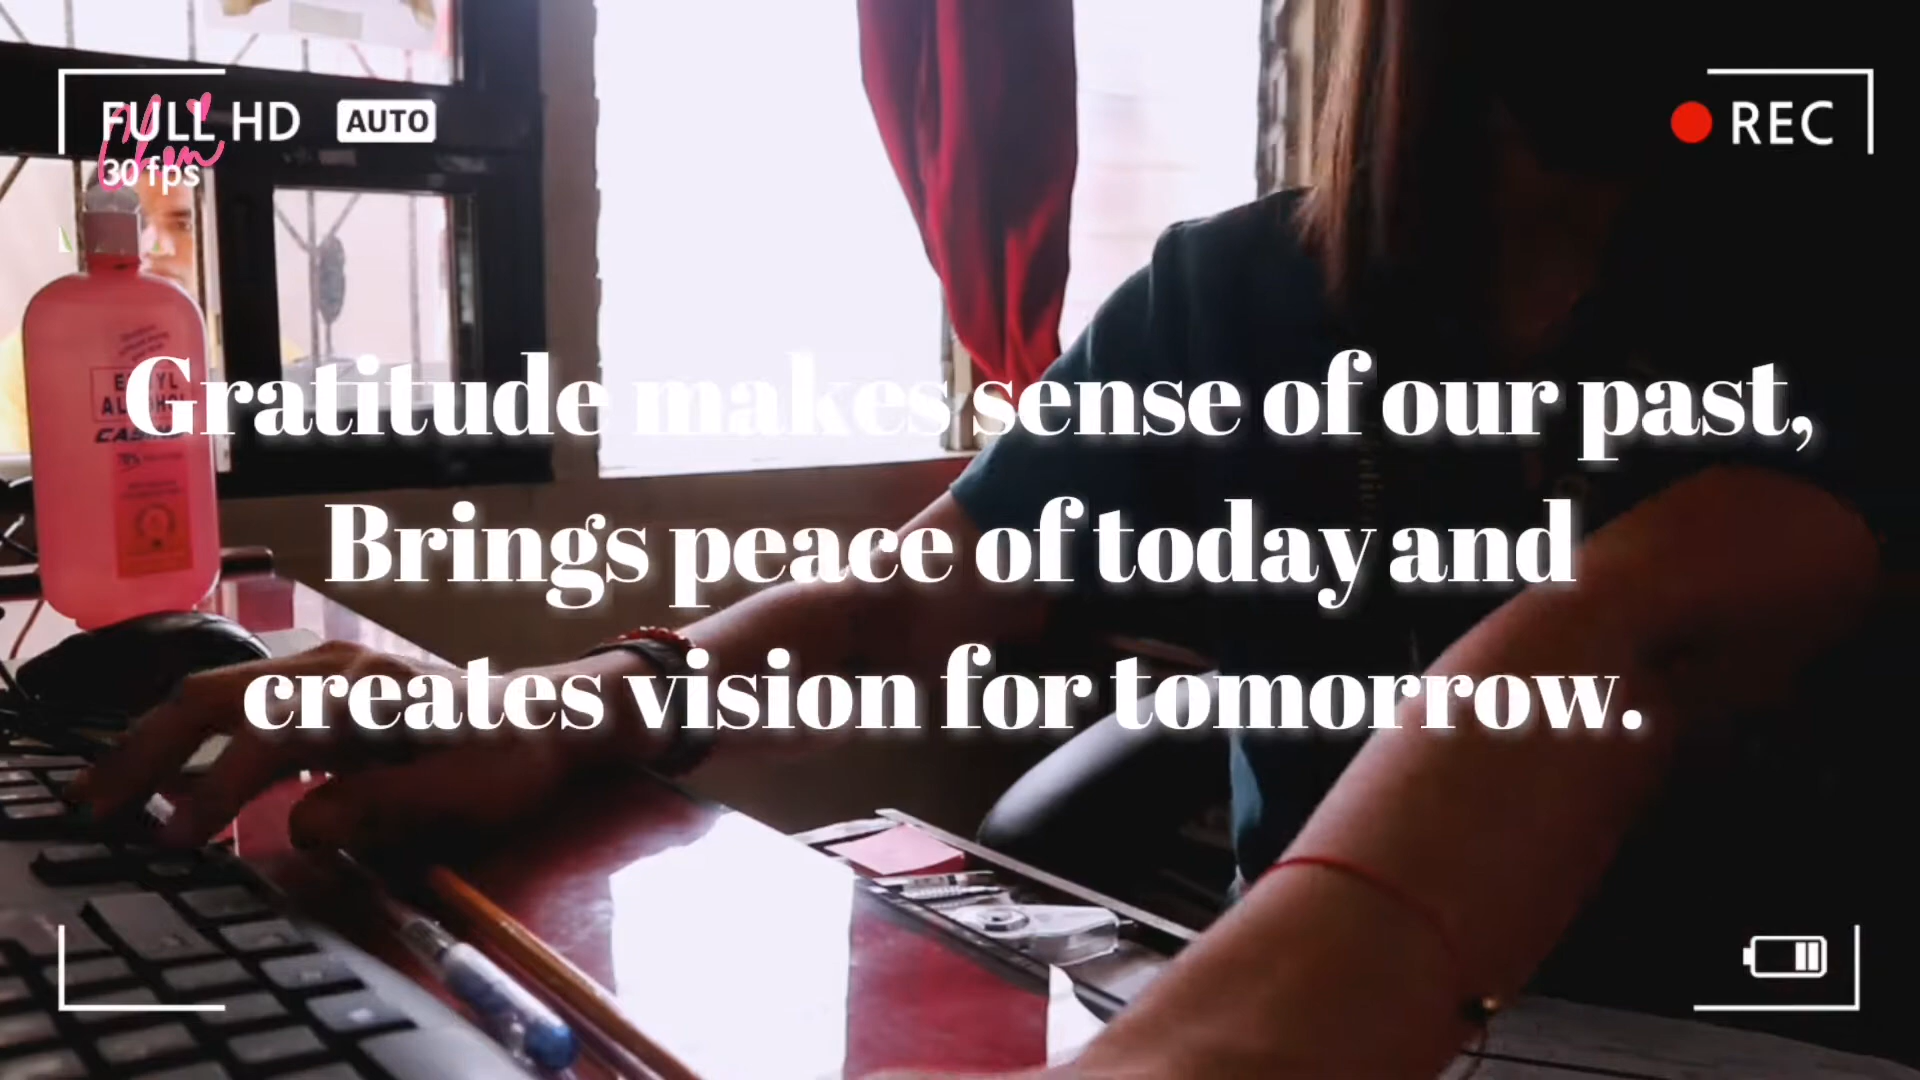 FULL HD AUTO
30 fps
REC
Gratitude makes sense of our past,
Brings peace of today and
creates vision for tomorrow.